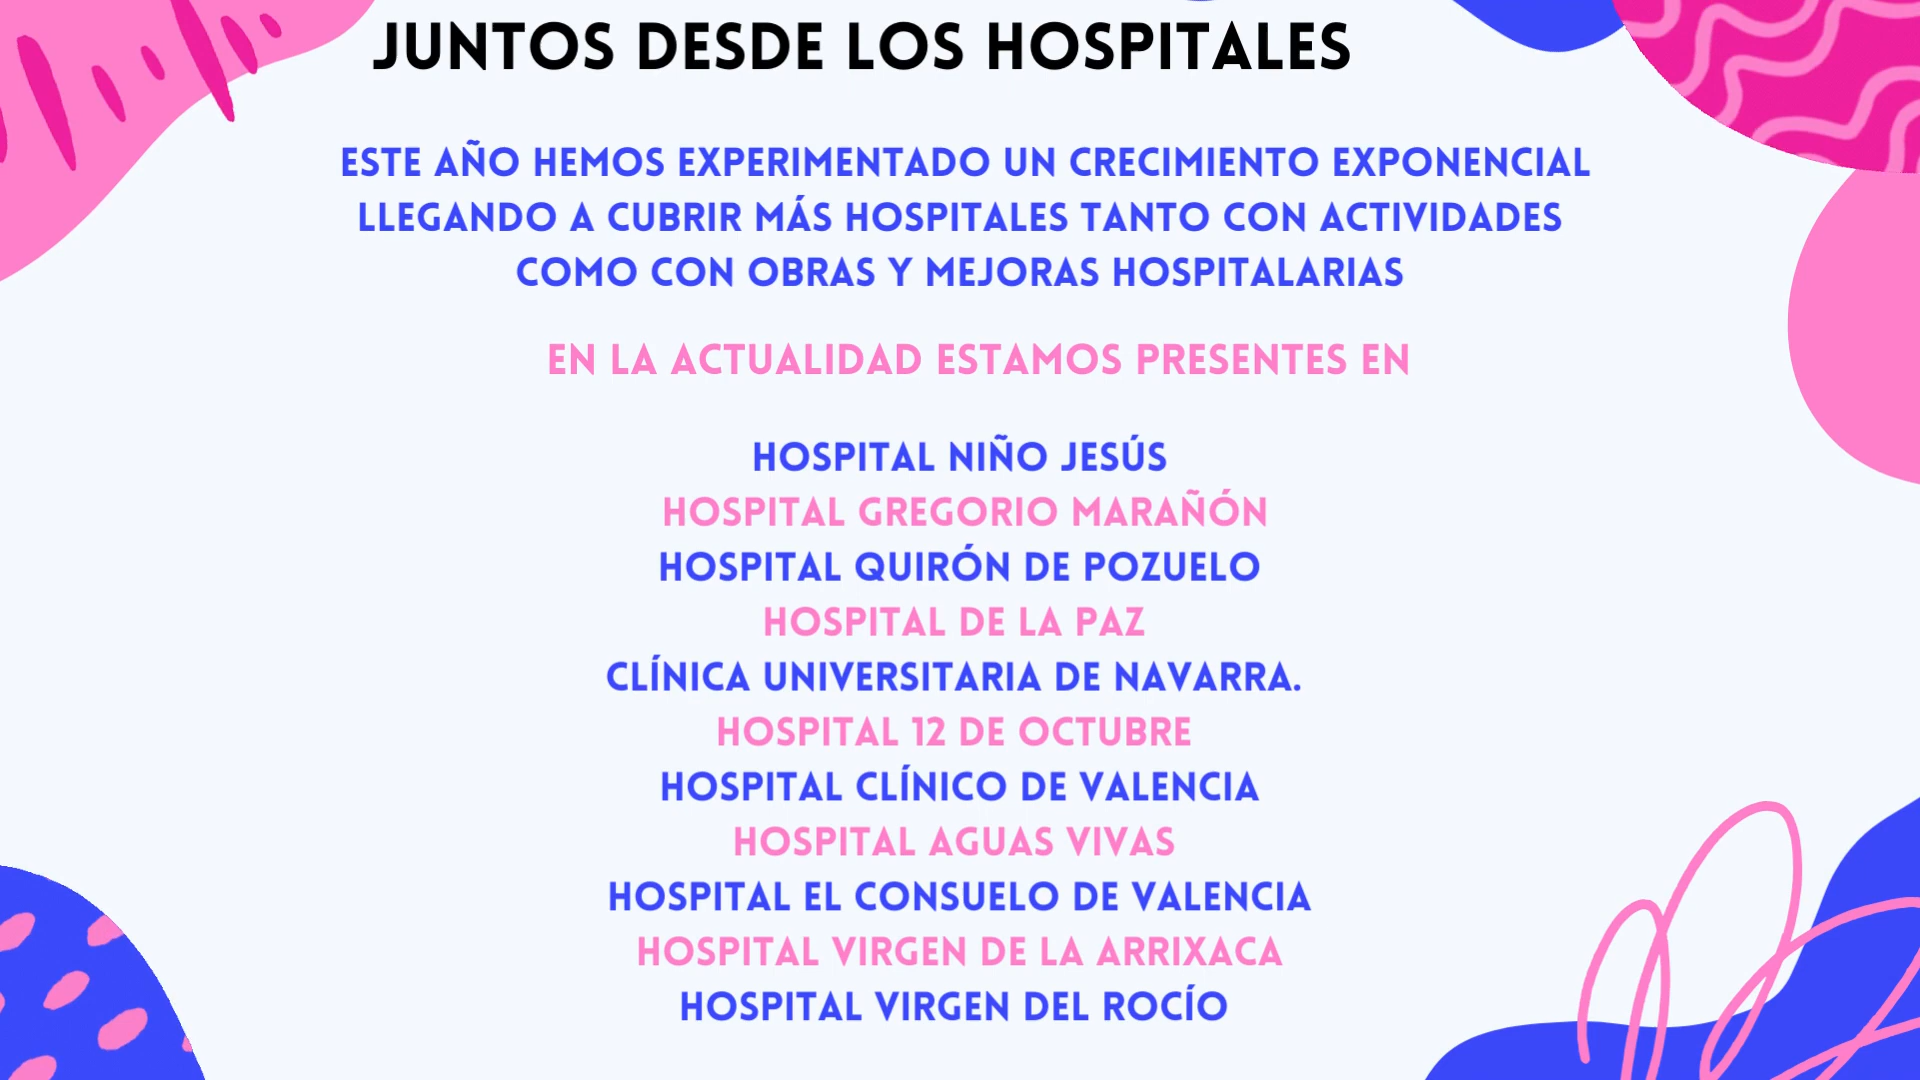 JUNTOS DESDE LOS HOSPITALES
ESTE AÑO HEMOS EXPERIMENTADO UN CRECIMIENTO EXPONENCIAL
LLEGANDO A CUBRIR MÁS HOSPITALES TANTO CON ACTIVIDADES
COMO CON OBRAS Y MEJORAS HOSPITALARIAS
EN LA ACTUALIDAD ESTAMOS PRESENTES EN
HOSPITAL NIÑO JESÚS
HOSPITAL GREGORIO MARAÑÓN
HOSPITAL QUIRÓN DE POZUELO
HOSPITAL DE LA PAZ
CLÍNICA UNIVERSITARIA DE NAVARRA.
HOSPITAL 12 DE OCTUBRE
HOSPITAL CLÍNICO DE VALENCIA
HOSPITAL AGUAS VIVAS
HOSPITAL EL CONSUELO DE VALENCIA
HOSPITAL VIRGEN DE LA ARRIXACA
HOSPITAL VIRGEN DEL ROCÍO